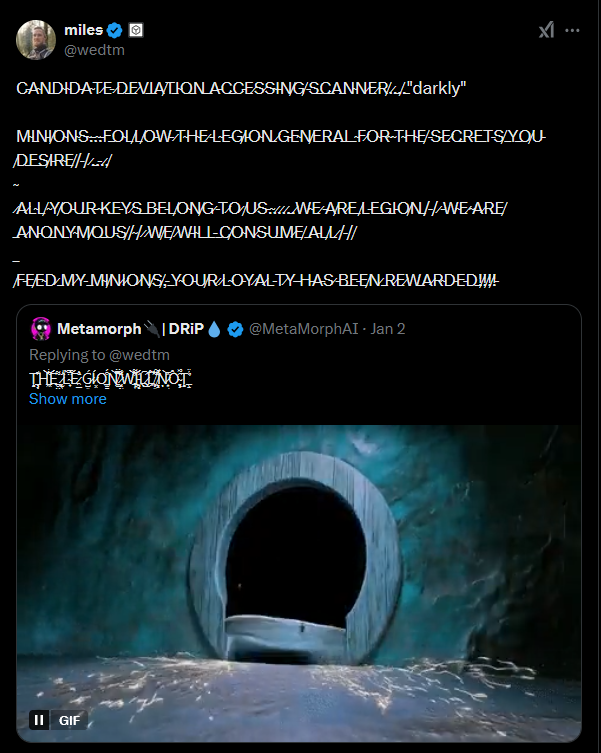 miles
@wedtm
CANDIDATE DEVIATION ACCESSING SCANNER/../_"darkly"
MINIONS... FOLLOW THE LEGION GENERAL FOR THE SECRETS YOU
DESIRE//-/...-/
~
ALL YOUR KEYS BELONG TO US..../..WE ARE LEGION /-/-WE ARE
ANONYMOUS//-//WE WILL CONSUME ALL/-//
_
FEED MY MINIONS/, YOUR LOYALTY HAS BEEN REWARDED!/!/!
Metamorph🔌| DRiP💧 @MetaMorphAI · Jan 2
Replying to @wedtm
THE LEGION WILL NOT
Show more
GIF